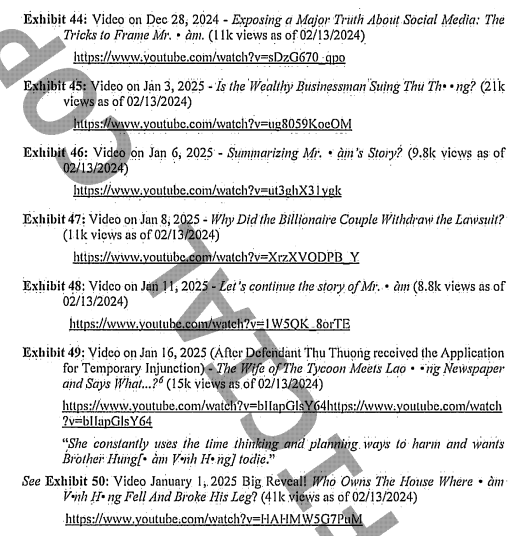 Exhibit 44: Video on Dec 28, 2024 - Exposing a Major Truth About Social Media: The
Tricks to Frame Mr. • àm. (11k views as of 02/13/2024)
https://www.youtube.com/watch?v=sDzG670_qpo
Exhibit 45: Video on Jan 3, 2025 - Is the Wealthy Businessman Suing Thu Th• •ng? (21k
views as of 02/13/2024)
https://www.youtube.com/watch?v=ug8059KoeOM
Exhibit 46: Video on Jan 6, 2025 - Summarizing Mr. • àm's Story? (9.8k views as of
02/13/2024)
https://www.youtube.com/watch?v=ut3ghX31ygk
Exhibit 47: Video on Jan 8, 2025 - Why Did the Billionaire Couple Withdraw the Lawsuit?
(11k views as of 02/13/2024)
https://www.youtube.com/watch?v=XrzXVODPB_Y
Exhibit 48: Video on Jan 11, 2025 - Let's continue the story of Mr. • àm (8.8k views as of
02/13/2024)
https://www.youtube.com/watch?v=1W5QK_8orTE
Exhibit 49: Video on Jan 16, 2025 (After Defendant Thu Thuong received the Application
for Temporary Injunction) - The Wife of The Tycoon Meets Lao • •ng Newspaper
and Says What...?6 (15k views as of 02/13/2024)
https://www.youtube.com/watch?v=bIIapGlsY64https://www.youtube.com/watch
?v=bIIapGlsY64
"She constantly uses the time thinking and planning ways to harm and wants
Brother Hung[• àm V•nh H•ng] to die."
See Exhibit 50: Video January 1, 2025 Big Reveal! Who Owns The House Where • àm
V•nh H•ng Fell And Broke His Leg? (41k views as of 02/13/2024)
https://www.youtube.com/watch?v=HAHMW5G7PuM